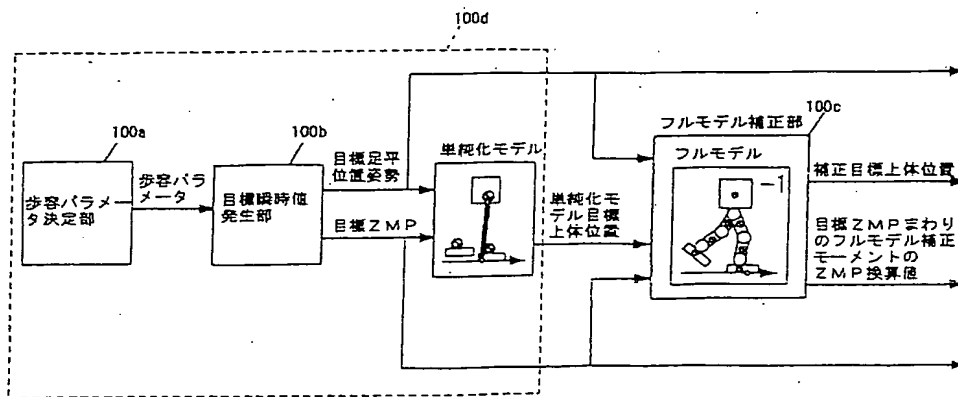 100d
100a
歩容パラメ
タ決定部
歩容パラ
メータ
100b
目標瞬時値
発生部
目標足平
位置姿勢
目標ZMP
単純化モデル
単純化モ
デル目標
上体位置
100c
フルモデル補正部
フルモデル
-1
補正目標上体位置
目標ZMPまわり
のフルモデル補正
モーメントの
ZMP換算値